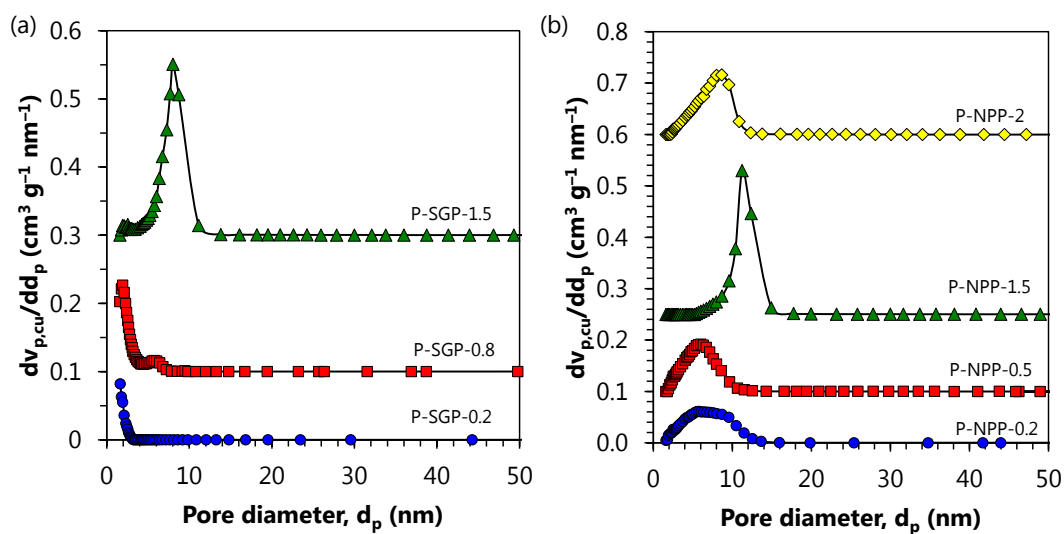 (a)
0.6
0.5
0.4
0.3
0.2
0.1
0
0 10 20 30 40 50
dv_p,cu/dd_p (cm³ g⁻¹ nm⁻¹)
Pore diameter, d_p (nm)
P-SGP-1.5
P-SGP-0.8
P-SGP-0.2
(b)
0.8
0.7
0.6
0.5
0.4
0.3
0.2
0.1
0.0
0 10 20 30 40 50
dv_p,cu/dd_p (cm³ g⁻¹ nm⁻¹)
Pore diameter, d_p (nm)
P-NPP-2
P-NPP-1.5
P-NPP-0.5
P-NPP-0.2